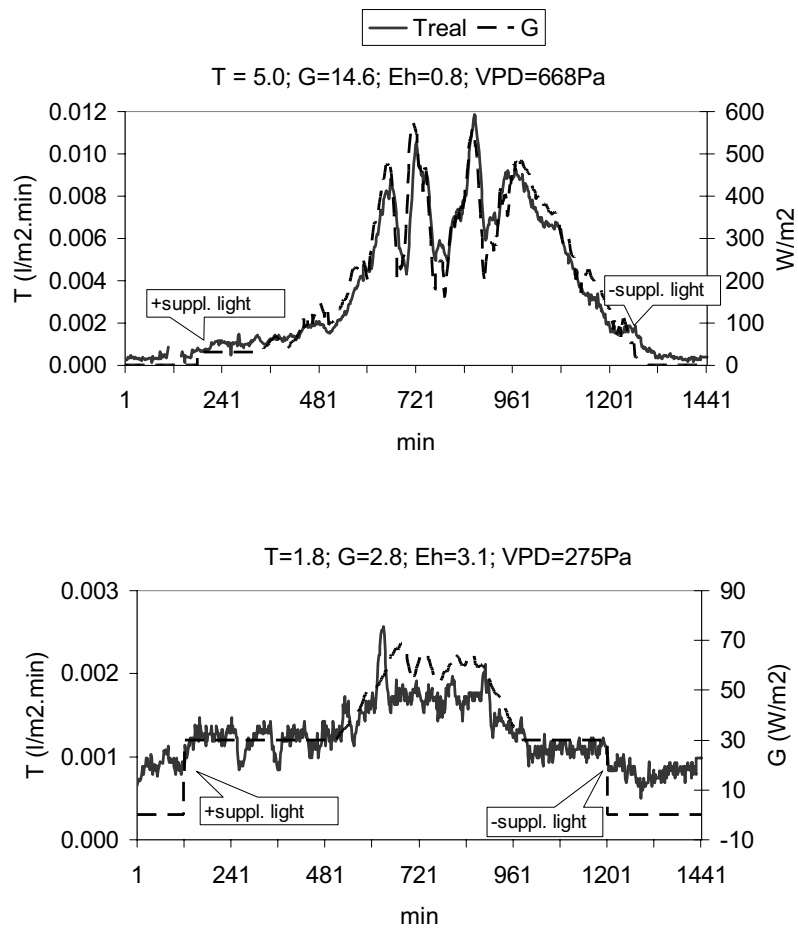 Treal G
T = 5.0; G=14.6; Eh=0.8; VPD=668Pa
0.012
0.010
0.008
0.006
0.004
0.002
0.000
T (l/m2.min)
600
500
400
300
200
100
0
W/m2
+suppl. light
-suppl. light
1 241 481 721 961 1201 1441
min
T=1.8; G=2.8; Eh=3.1; VPD=275Pa
0.003
0.002
0.001
0.000
T (l/m2.min)
90
70
50
30
10
-10
G (W/m2)
+suppl. light
-suppl. light
1 241 481 721 961 1201 1441
min